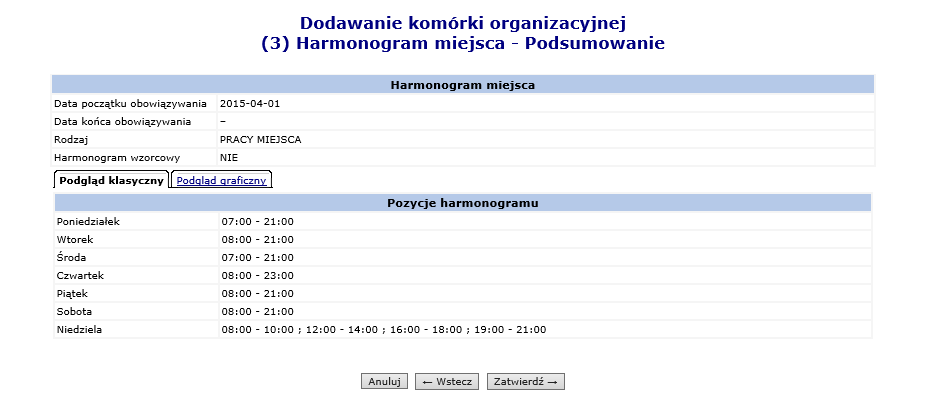 Dodawanie komórki organizacyjnej
(3) Harmonogram miejsca - Podsumowanie
Harmonogram miejsca
Data początku obowiązywania 2015-04-01
Data końca obowiązywania –
Rodzaj PRACY MIEJSCA
Harmonogram wzorcowy NIE
Podgląd klasyczny Podgląd graficzny
Pozycje harmonogramu
Poniedziałek 07:00 - 21:00
Wtorek 08:00 - 21:00
Środa 07:00 - 21:00
Czwartek 08:00 - 23:00
Piątek 08:00 - 21:00
Sobota 08:00 - 21:00
Niedziela 08:00 - 10:00 ; 12:00 - 14:00 ; 16:00 - 18:00 ; 19:00 - 21:00
Anuluj ← Wstecz Zatwierdź →